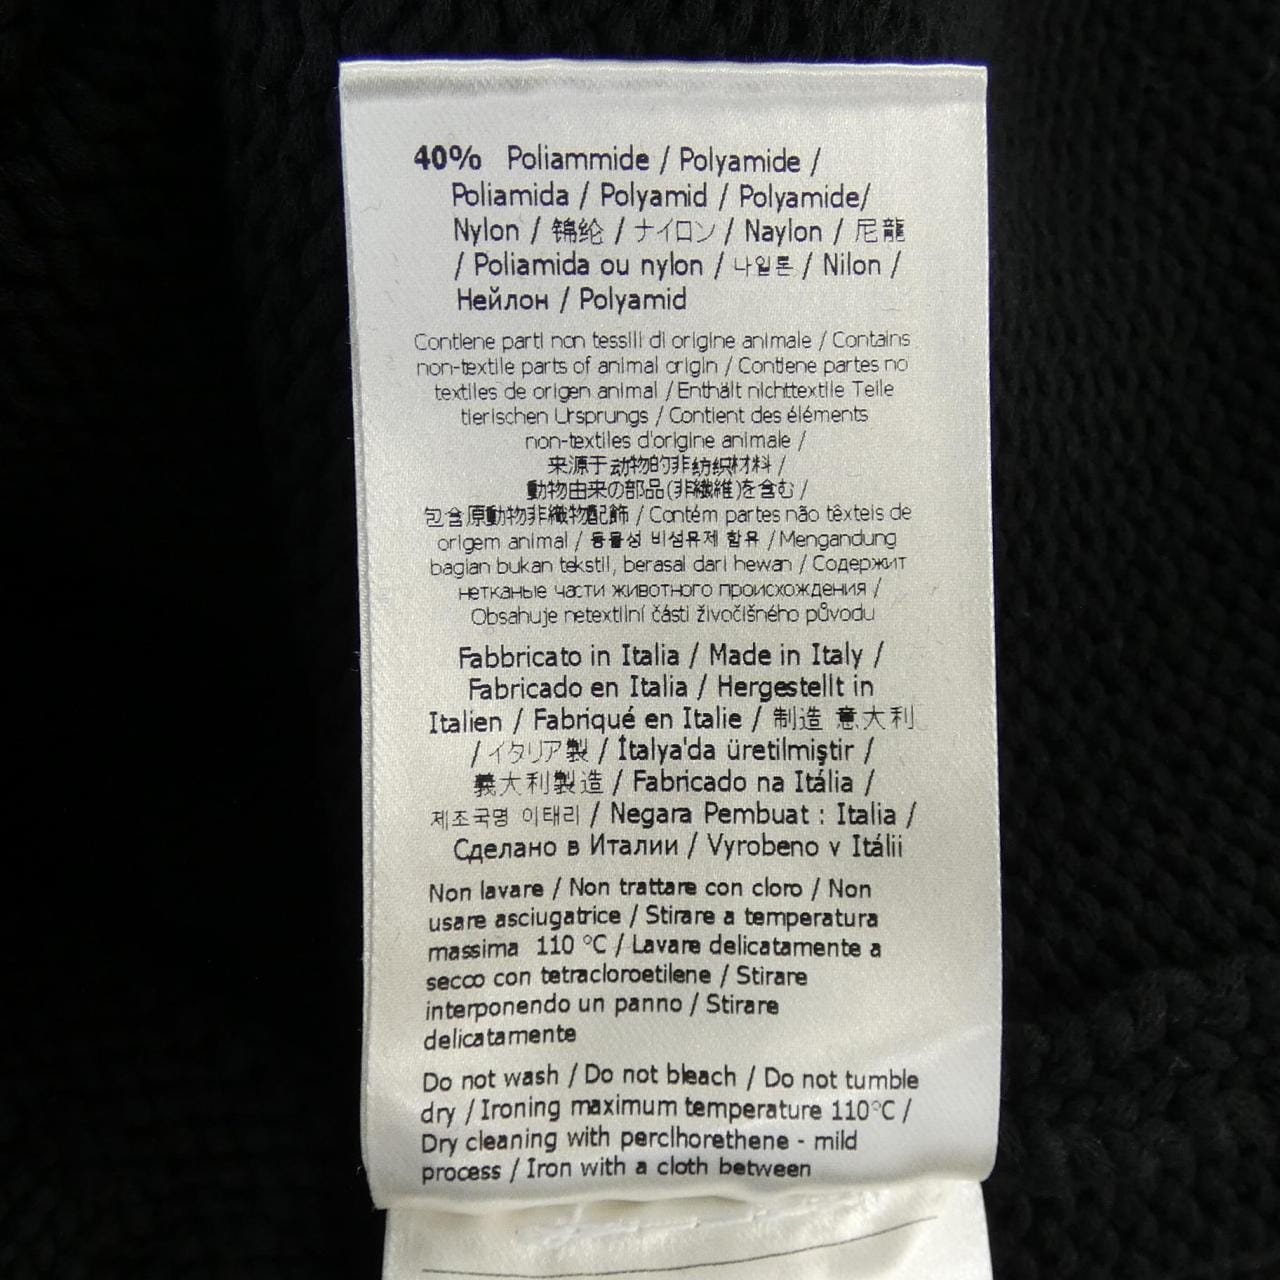 40% Poliammide / Polyamide /
Poliamida / Polyamid / Polyamide/
Nylon / 锦纶 / ナイロン / Naylon / 尼龍
/ Poliamida ou nylon / 나일론 / Nilon /
Нейлон / Polyamid
Contiene parti non tessili di origine animale / Contains
non-textile parts of animal origin / Contiene partes no
textiles de origen animal / Enthält nichttextile Teile
tierischen Ursprungs / Contient des éléments
non-textiles d'origine animale /
来源于动物的非纺织材料 /
動物由来の部品(非繊維)を含む /
包含原動物非織物配飾 / Contém partes não têxteis de
origem animal / 동물성 비섬유제 함유 / Mengandung
bagian bukan tekstil, berasal dari hewan / Содержит
нетканые части животного происхождения /
Obsahuje netextilní části živočišného původu
Fabbricato in Italia / Made in Italy /
Fabricado en Italia / Hergestellt in
Italien / Fabriqué en Italie / 制造 意大利
/ イタリア製 / İtalya'da üretilmiştir /
義大利製造 / Fabricado na Itália /
제조국명 이태리 / Negara Pembuat : Italia /
Сделано в Италии / Vyrobeno v Itálii
Non lavare / Non trattare con cloro / Non
usare asciugatrice / Stirare a temperatura
massima 110 °C / Lavare delicatamente a
secco con tetracloroetilene / Stirare
interponendo un panno / Stirare
delicatamente
Do not wash / Do not bleach / Do not tumble
dry / Ironing maximum temperature 110°C /
Dry cleaning with perclhorethene - mild
process / Iron with a cloth between